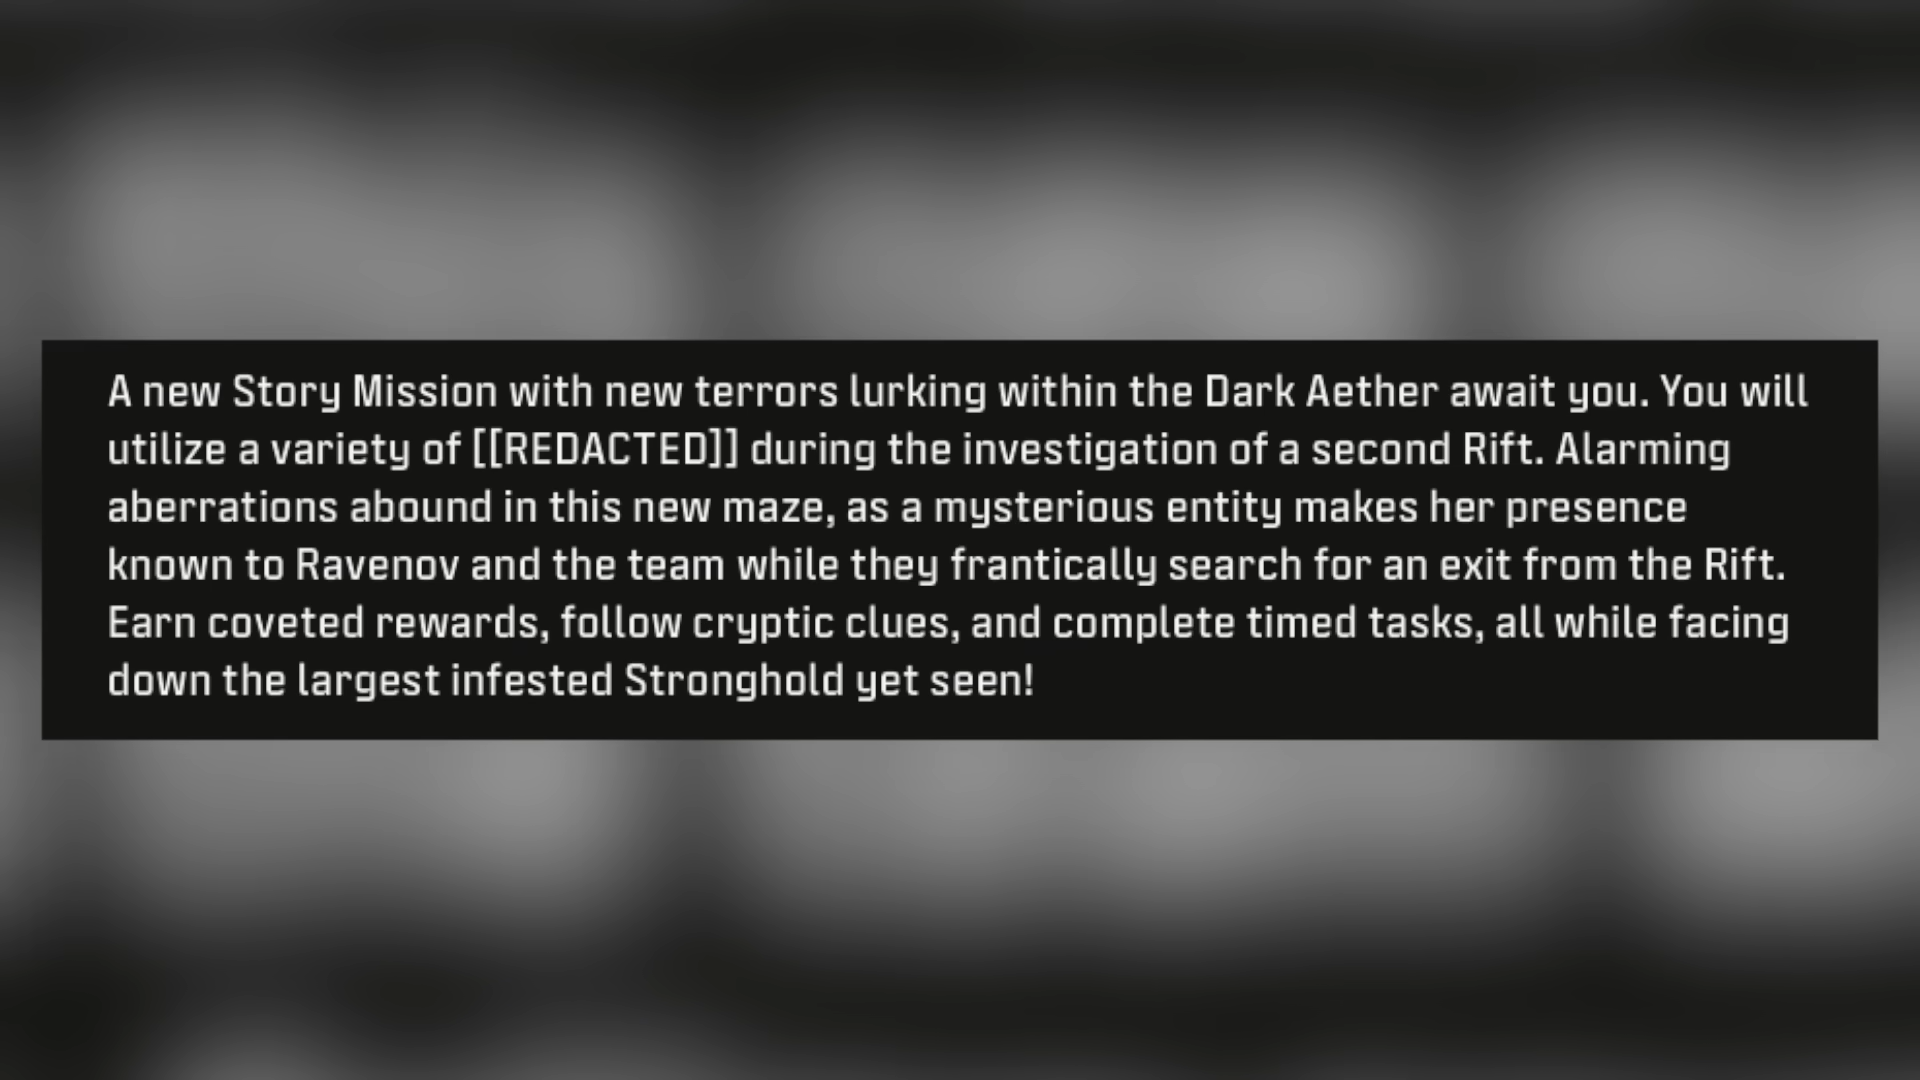 A new Story Mission with new terrors lurking within the Dark Aether await you. You will
utilize a variety of [[REDACTED]] during the investigation of a second Rift. Alarming
aberrations abound in this new maze, as a mysterious entity makes her presence
known to Ravenov and the team while they frantically search for an exit from the Rift.
Earn coveted rewards, follow cryptic clues, and complete timed tasks, all while facing
down the largest infested Stronghold yet seen!